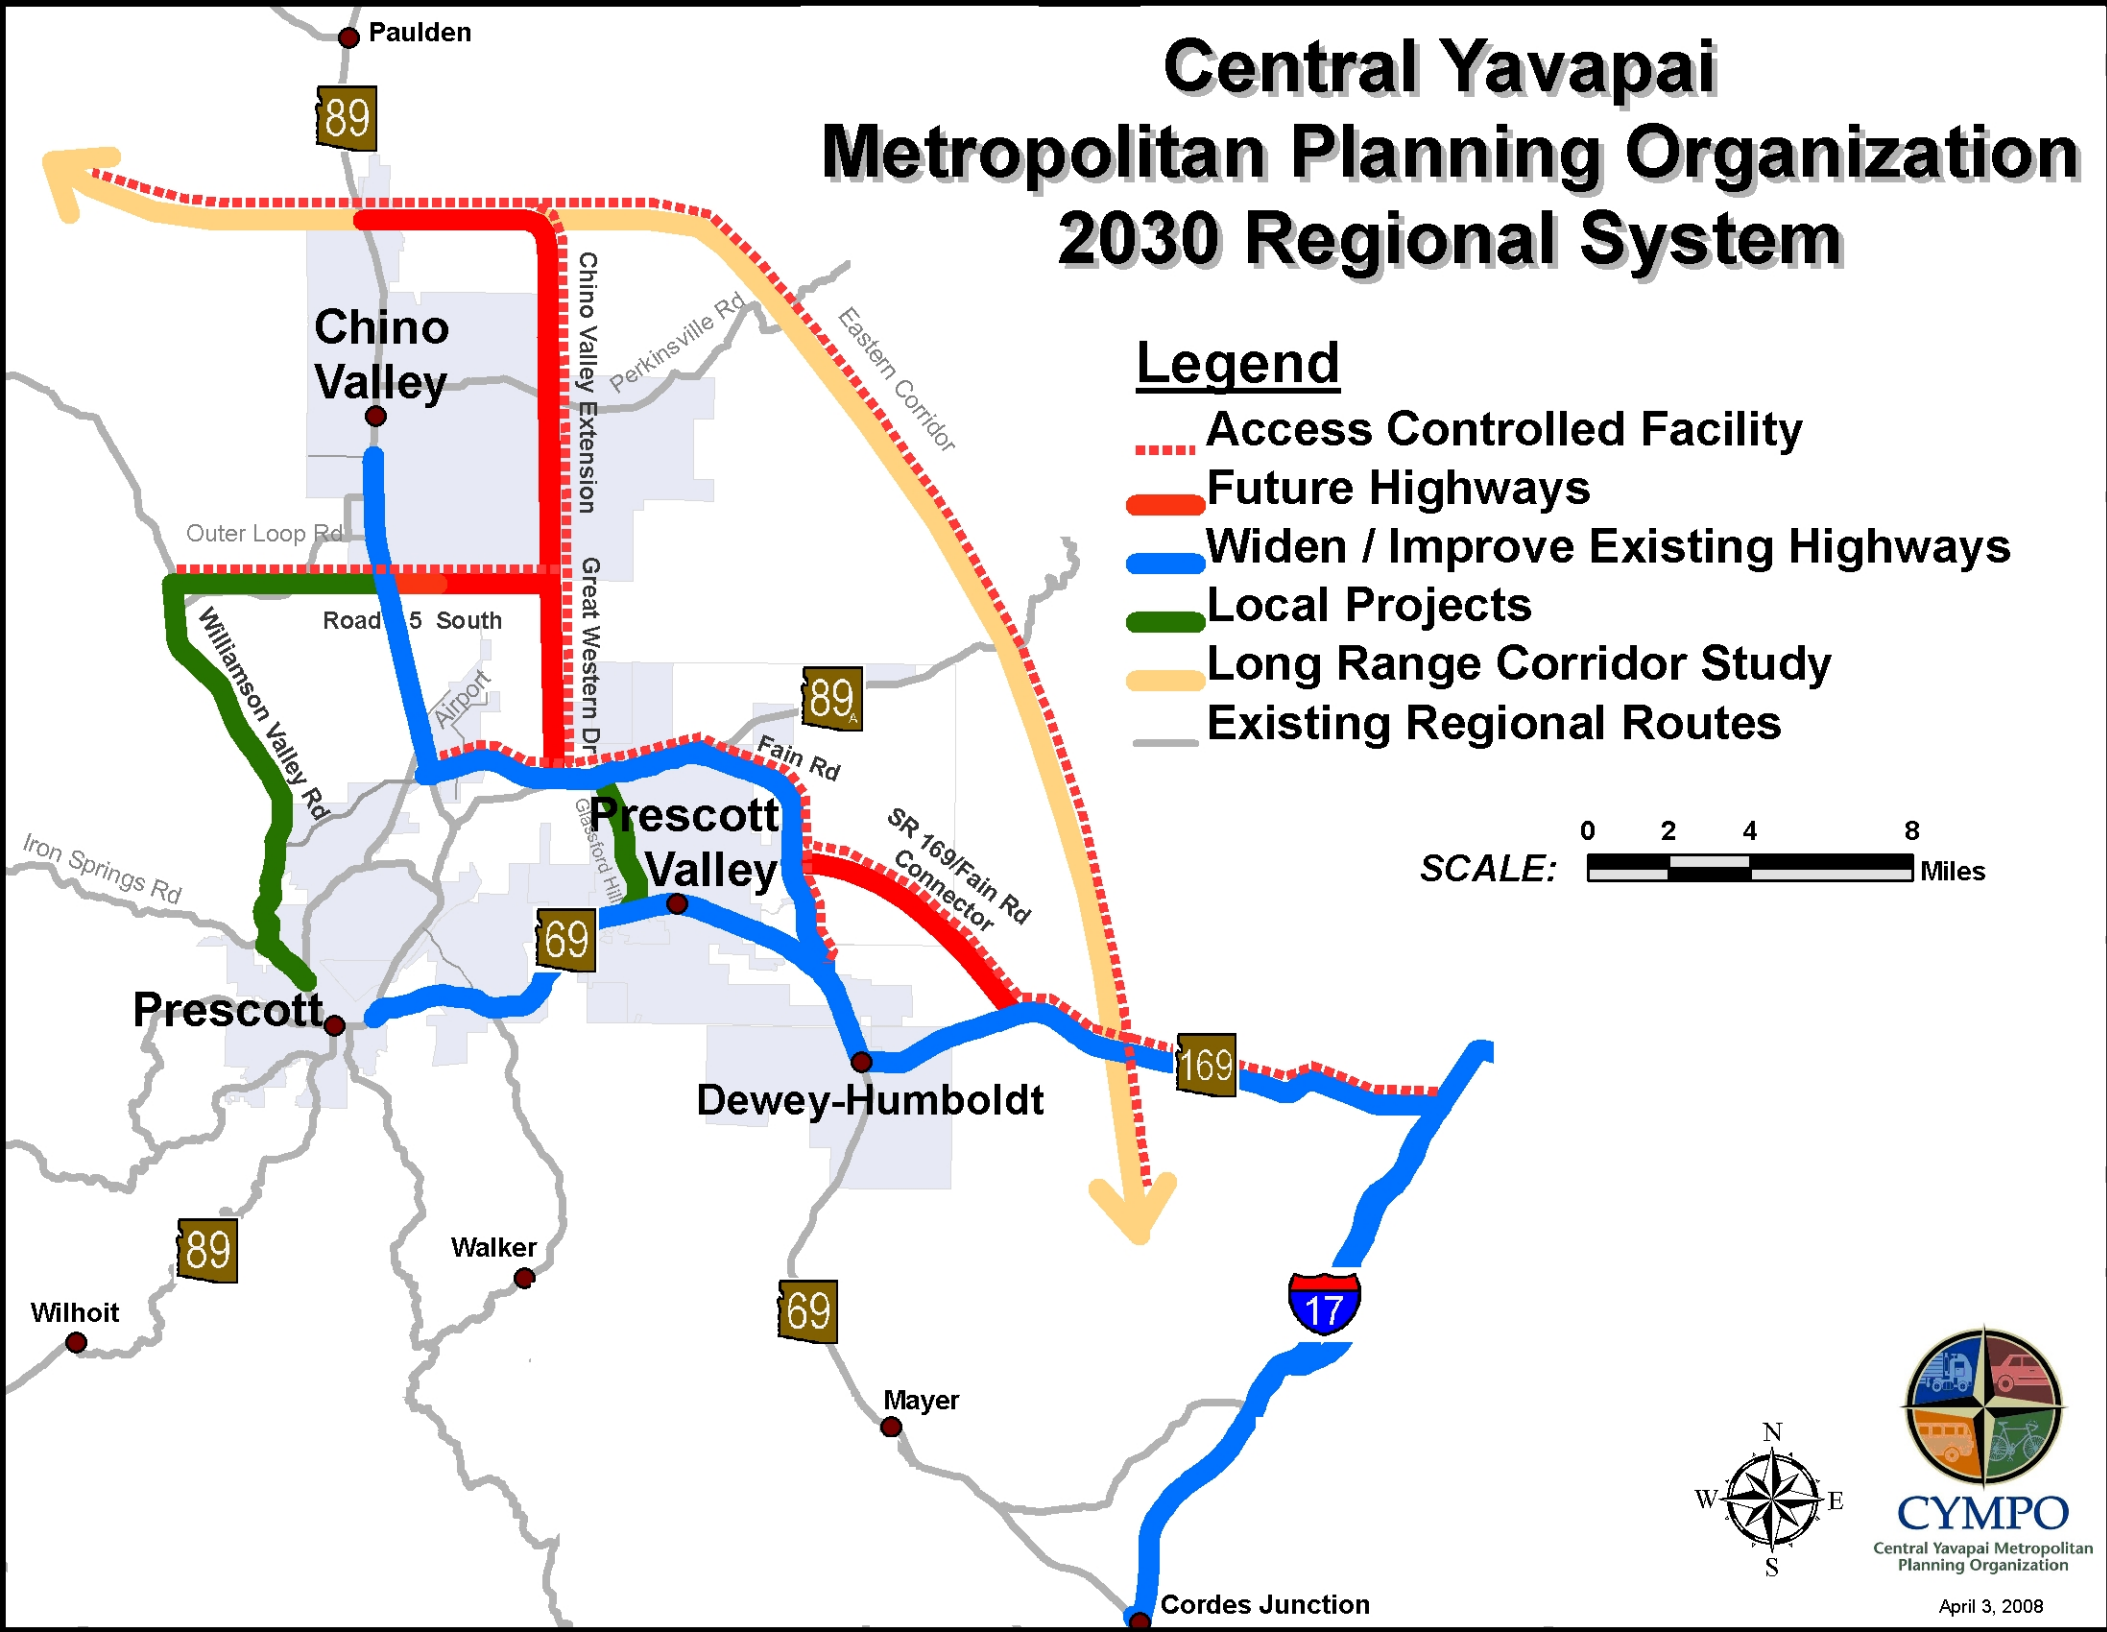 Central Yavapai
Metropolitan Planning Organization
2030 Regional System
Paulden
89
Chino Valley Extension
Perkinsville Rd
Eastern Corridor
Chino
Valley
Outer Loop Rd
Road 5 South
Great Western Dr
Williamson Valley Rd
Airport
89
A
Fain Rd
Glassford Hill
Prescott
Valley
SR 169/Fain Rd
Connector
Iron Springs Rd
69
Prescott
169
Dewey-Humboldt
89
Walker
Wilhoit
69
17
Mayer
Cordes Junction
Legend
Access Controlled Facility
Future Highways
Widen / Improve Existing Highways
Local Projects
Long Range Corridor Study
Existing Regional Routes
0 2 4 8
SCALE: Miles
N
W E
S
CYMPO
Central Yavapai Metropolitan
Planning Organization
April 3, 2008